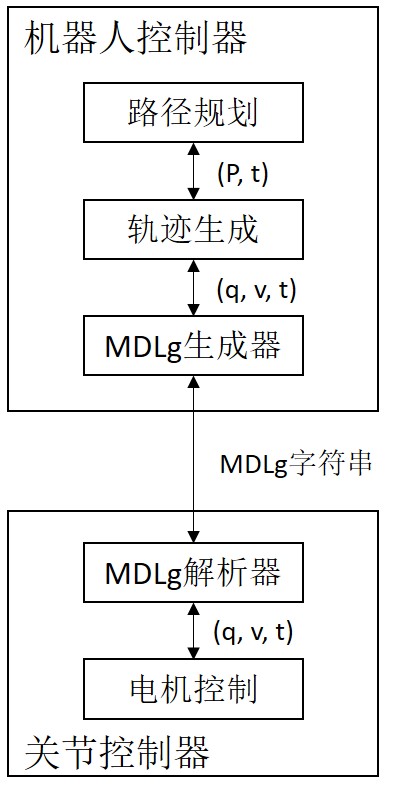 机器人控制器
路径规划
(P, t)
轨迹生成
(q, v, t)
MDLg生成器
MDLg字符串
MDLg解析器
(q, v, t)
电机控制
关节控制器